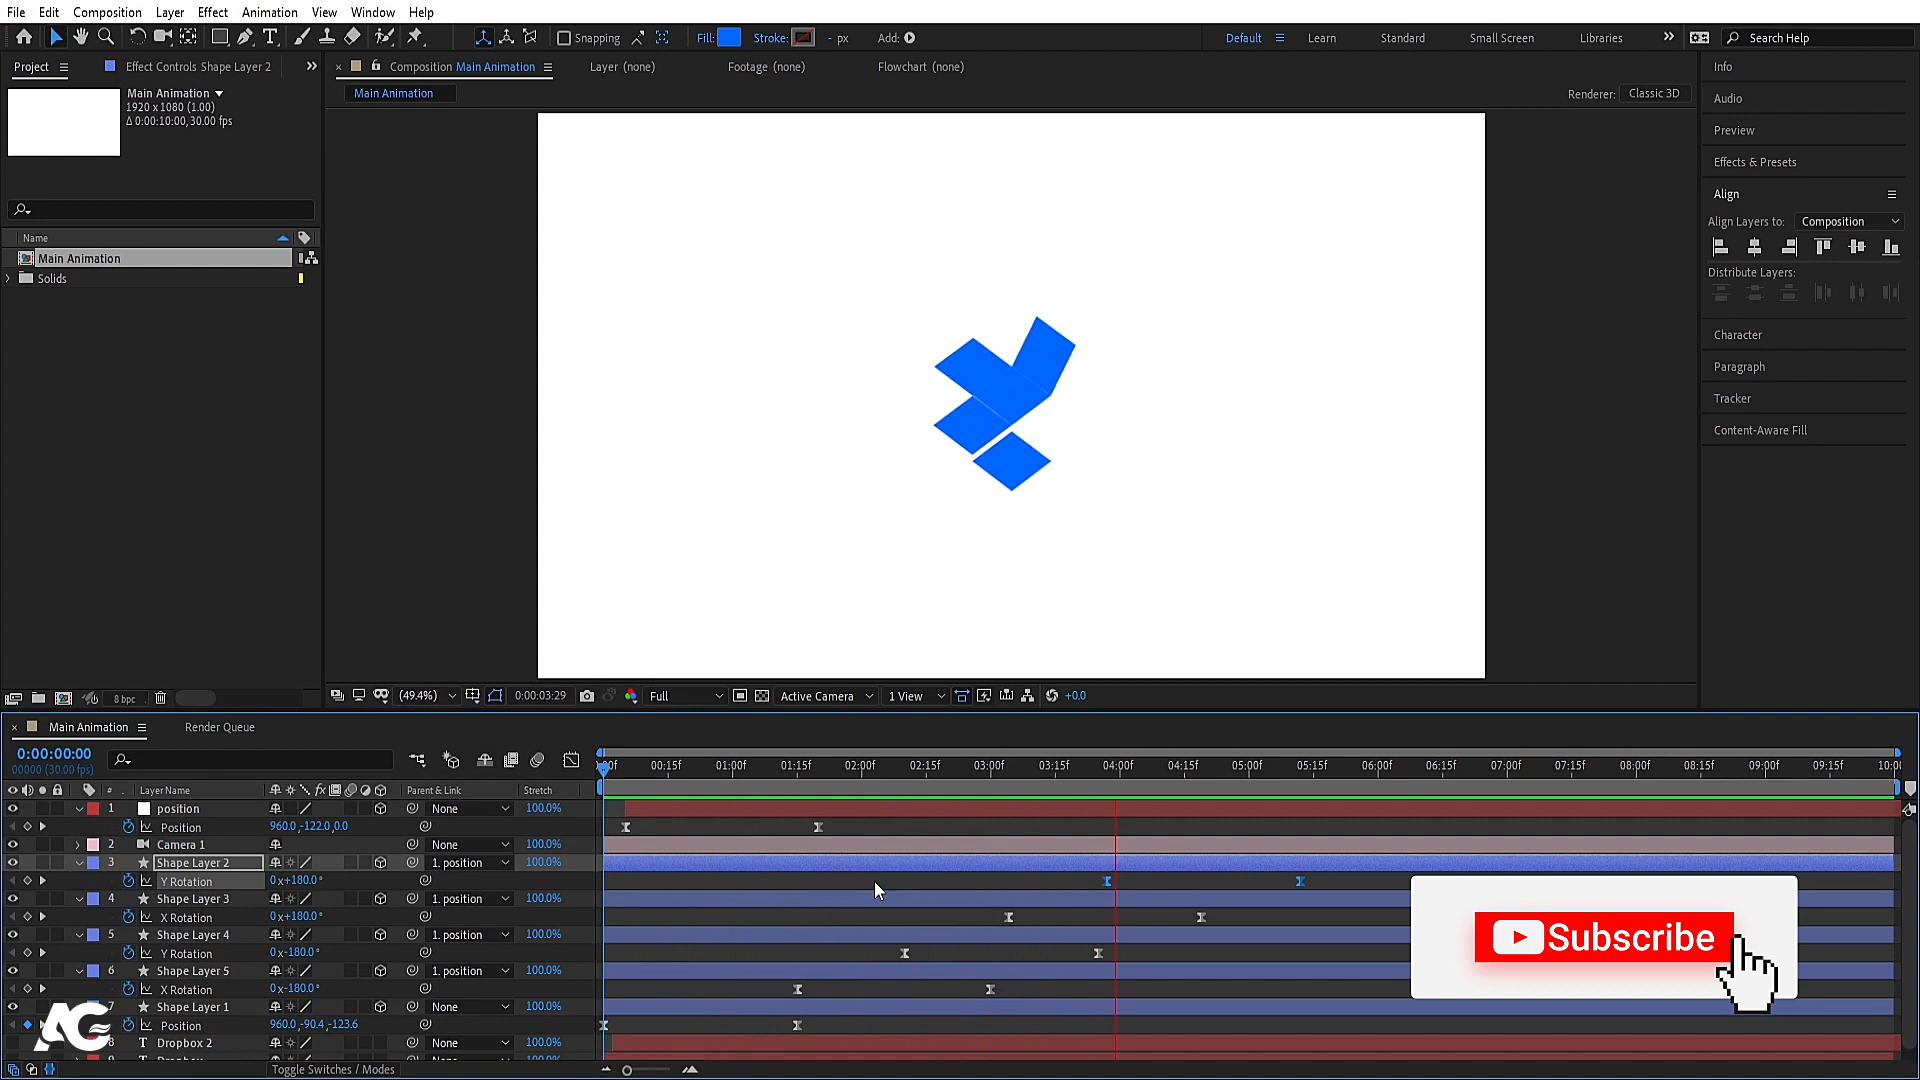 File Edit Composition Layer Effect Animation View Window Help
Snapping Fill: Stroke: - px Add: Default Learn Standard Small Screen Libraries Search Help
Project Effect Controls Shape Layer 2 Composition Main Animation Layer (none) Footage (none) Flowchart (none) Info
Main Animation
1920 x 1080 (1.00)
Δ 0:00:10:00, 30.00 fps
Main Animation Renderer: Classic 3D
Audio
Preview
Effects & Presets
Align
Align Layers to: Composition
Distribute Layers:
Character
Paragraph
Tracker
Content-Aware Fill
Name
Main Animation
Solids
8 bpc (49.4%) 0:00:03:29 Full Active Camera 1 View +0.0
Main Animation Render Queue
0:00:00:00
00000 (30.00 fps)
00:15f 01:00f 01:15f 02:00f 02:15f 03:00f 03:15f 04:00f 04:15f 05:00f 05:15f 06:00f 06:15f 07:00f 07:15f 08:00f 08:15f 09:00f 09:15f 10:00
# Layer Name fx Parent & Link Stretch
1 position None 100.0%
Position 960.0,-122.0,0.0
2 Camera 1 None 100.0%
3 Shape Layer 2 1. position 100.0%
Y Rotation 0x+180.0°
4 Shape Layer 3 1. position 100.0%
X Rotation 0x+180.0°
5 Shape Layer 4 1. position 100.0%
Y Rotation 0x-180.0°
6 Shape Layer 5 1. position 100.0%
X Rotation 0x-180.0°
7 Shape Layer 1 None 100.0%
Position 960.0,-90.4,-123.6
8 T Dropbox 2 None 100.0%
Toggle Switches / Modes
Subscribe
AG